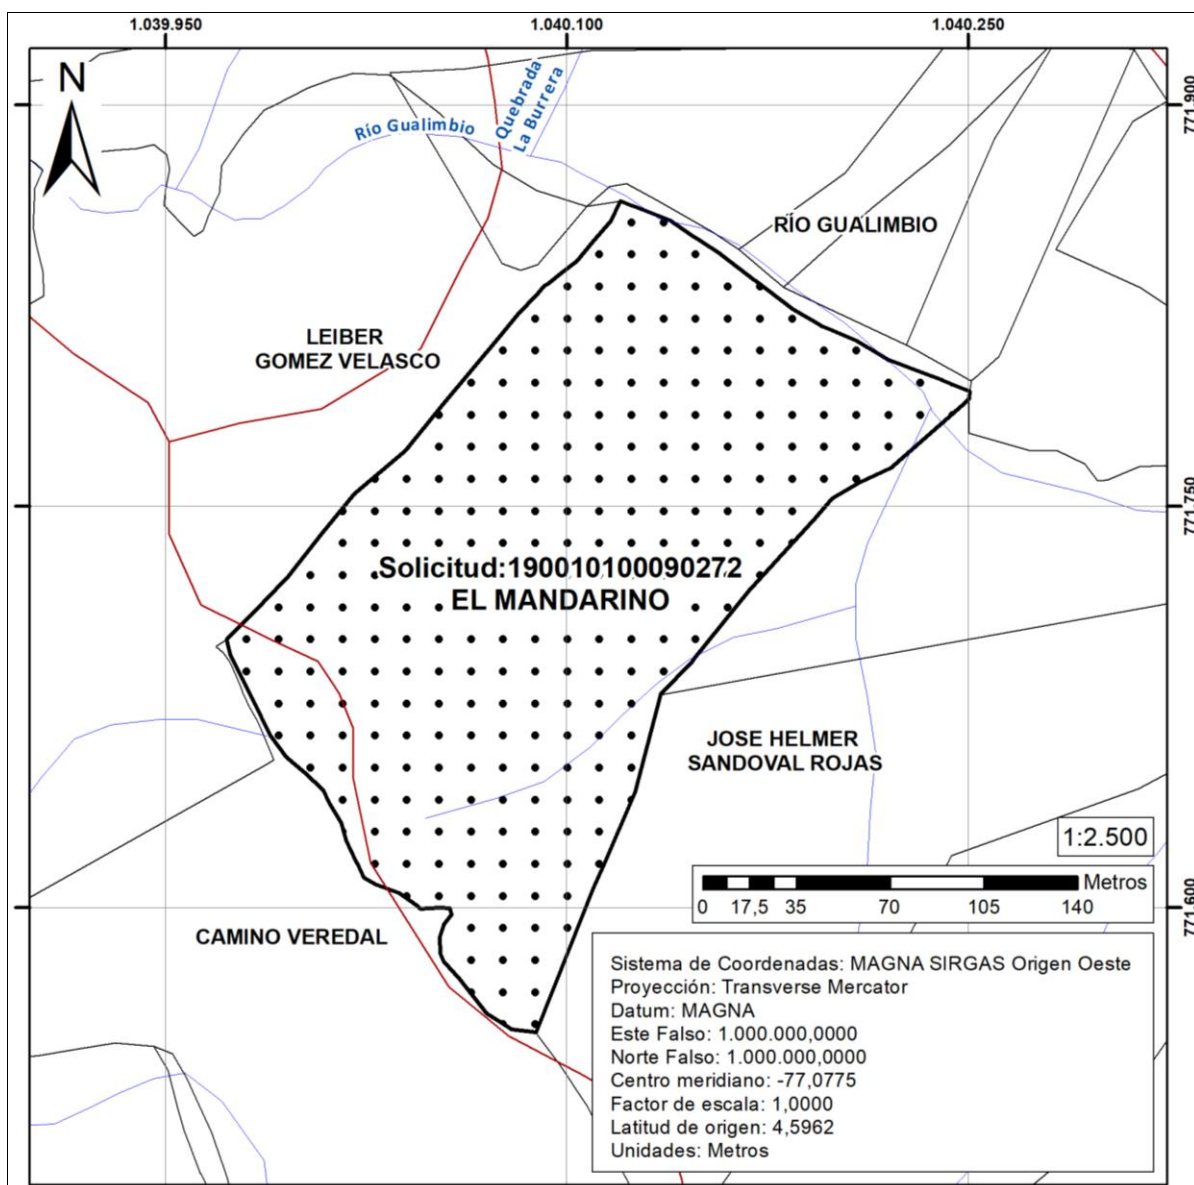 1.039.950
1.040.100
1.040.250
N
771.900
Quebrada
La Burrera
Río Gualimbio
RÍO GUALIMBIO
LEIBER
GOMEZ VELASCO
771.750
Solicitud:190010100090272
EL MANDARINO
JOSE HELMER
SANDOVAL ROJAS
1:2.500
Metros
0 17,5 35 70 105 140
771.600
CAMINO VEREDAL
Sistema de Coordenadas: MAGNA SIRGAS Origen Oeste
Proyección: Transverse Mercator
Datum: MAGNA
Este Falso: 1.000.000,0000
Norte Falso: 1.000.000,0000
Centro meridiano: -77,0775
Factor de escala: 1,0000
Latitud de origen: 4,5962
Unidades: Metros